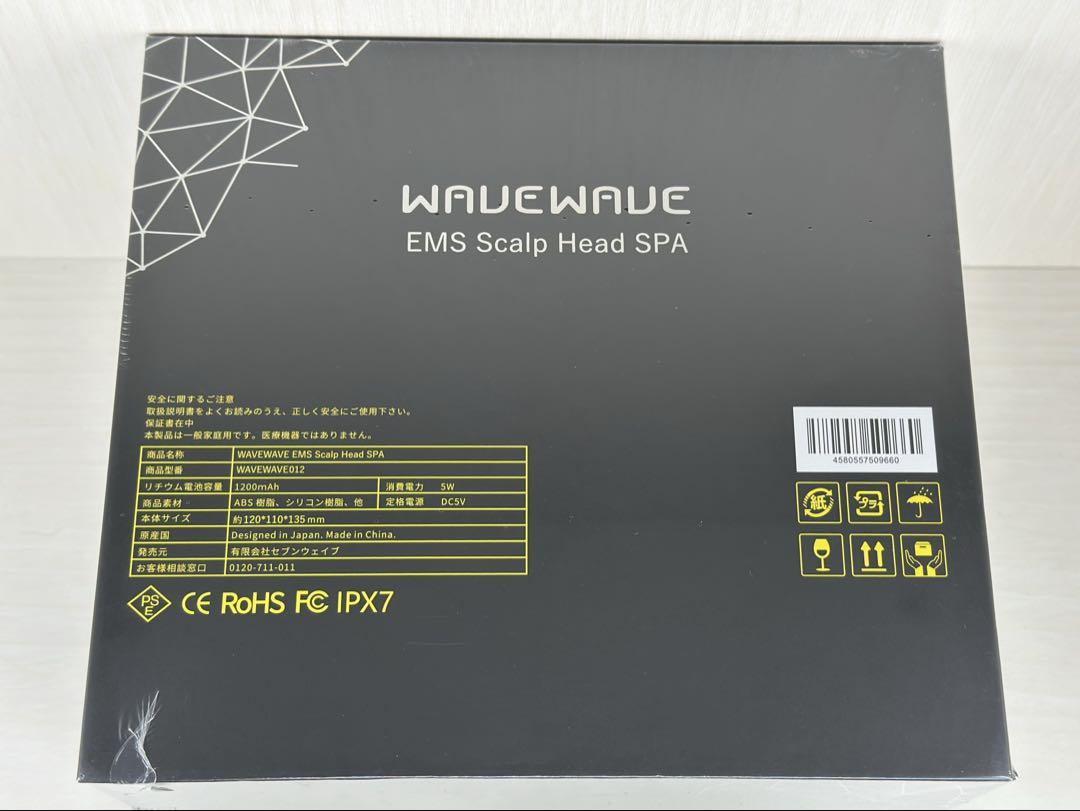 WAVEWAVE
EMS Scalp Head SPA
安全に関するご注意
取扱説明書をよくお読みのうえ、正しく安全にご使用下さい。
保証書在中
本製品は一般家庭用です。医療機器ではありません。
商品名称 WAVEWAVE EMS Scalp Head SPA
商品型番 WAVEWAVE012
リチウム電池容量 1200mAh 消費電力 5W
商品素材 ABS 樹脂、シリコン樹脂、他 定格電源 DC5V
本体サイズ 約120*110*135mm
原産国 Designed in Japan. Made in China.
発売元 有限会社セブンウェイブ
お客様相談窓口 0120-711-011
PSE CE RoHS FC IPX7
4580557509660
紙 プラ